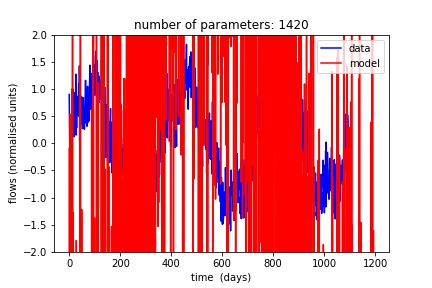 number of parameters: 1420
data
model
2.0
1.5
1.0
0.5
0.0
−0.5
−1.0
−1.5
−2.0
flows (normalised units)
0 200 400 600 800 1000 1200
time (days)